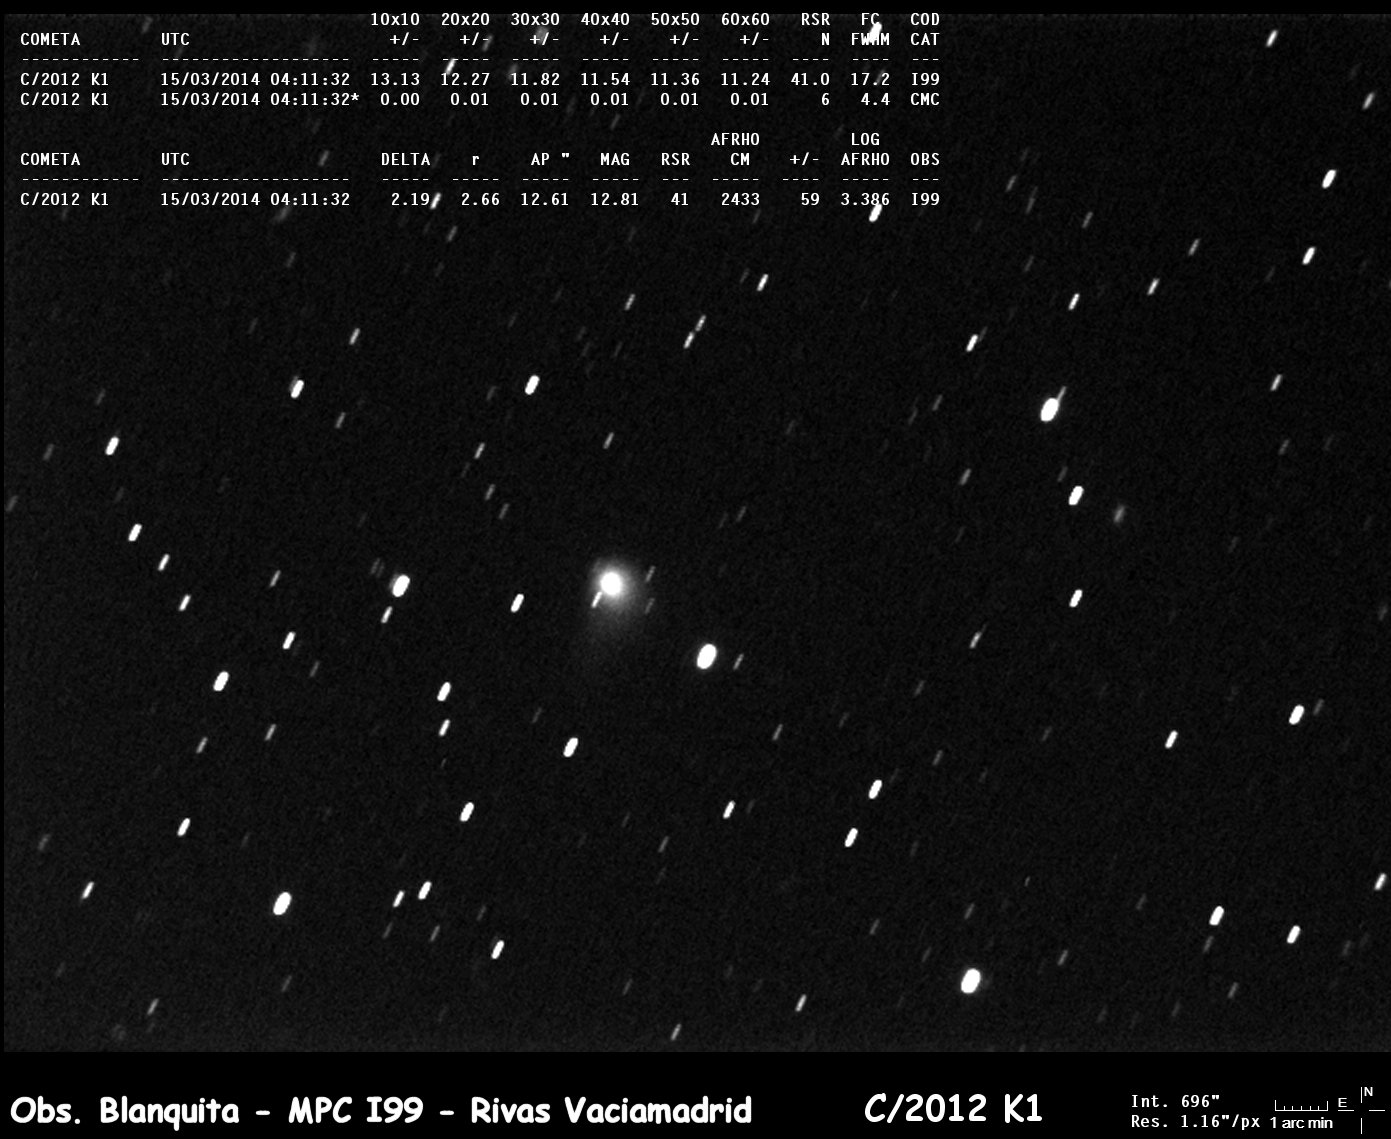 10x10 20x20 30x30 40x40 50x50 60x60 RSR FC COD
COMETA UTC +/- +/- +/- +/- +/- +/- N FWHM CAT
------------ ------------------- ----- ----- ----- ----- ----- ----- ---- ---- ---
C/2012 K1 15/03/2014 04:11:32 13.13 12.27 11.82 11.54 11.36 11.24 41.0 17.2 I99
C/2012 K1 15/03/2014 04:11:32* 0.00 0.01 0.01 0.01 0.01 0.01 6 4.4 CMC
AFRHO LOG
COMETA UTC DELTA r AP " MAG RSR CM +/- AFRHO OBS
------------ ------------------- ----- ----- ----- ----- --- ----- ---- ----- ---
C/2012 K1 15/03/2014 04:11:32 2.19 2.66 12.61 12.81 41 2433 59 3.386 I99
Obs. Blanquita - MPC I99 - Rivas Vaciamadrid C/2012 K1
Int. 696" E N
Res. 1.16"/px 1 arc min